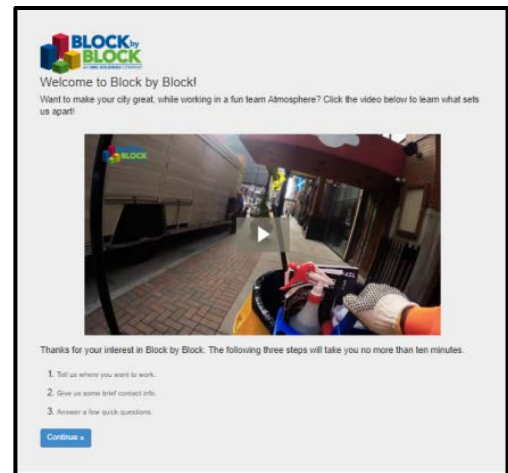 BLOCK by
BLOCK
Welcome to Block by Block!
Want to make your city great, while working in a fun team Atmosphere? Click the video below to learn what sets
us apart!
BLOCK
Thanks for your interest in Block by Block. The following three steps will take you no more than ten minutes.
1. Tell us where you want to work.
2. Give us some brief contact info.
3. Answer a few quick questions.
Continue »